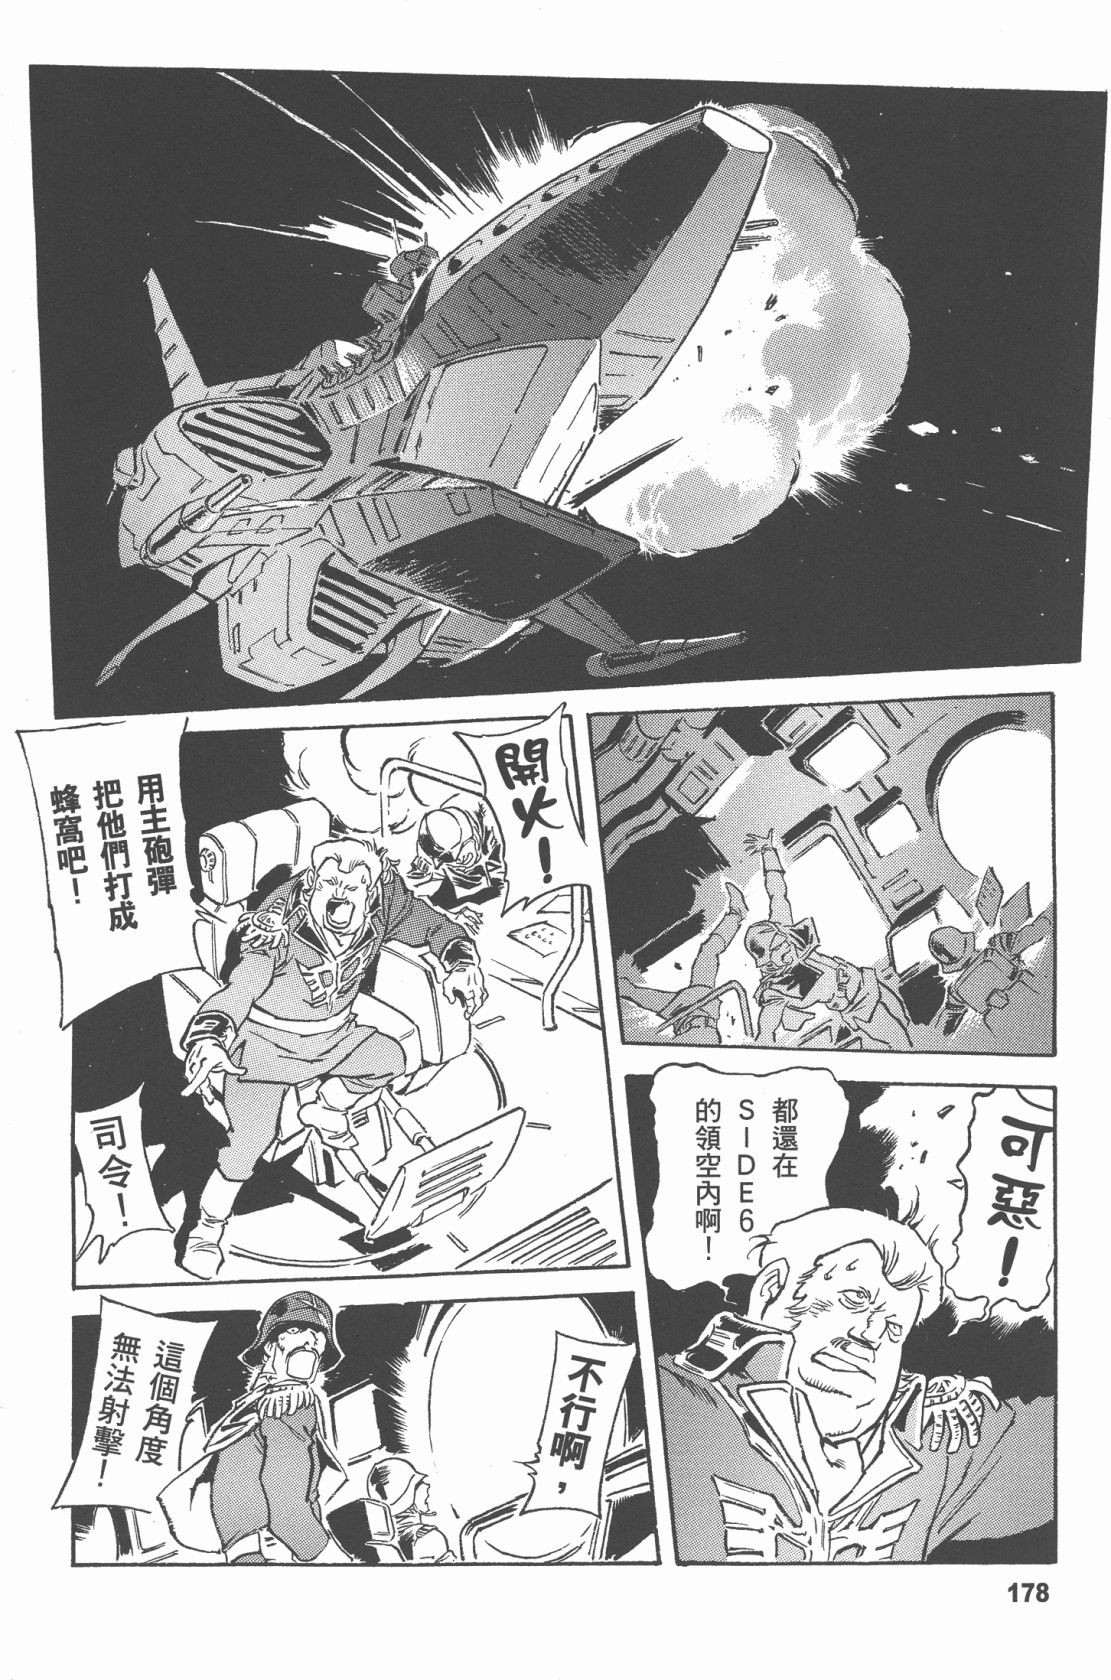 可惡！
都還在
SIDE6
的領空內啊！
開火！
用主砲彈
把他們打成
蜂窩吧！
司令！
不行啊，
這個角度
無法射擊！
178